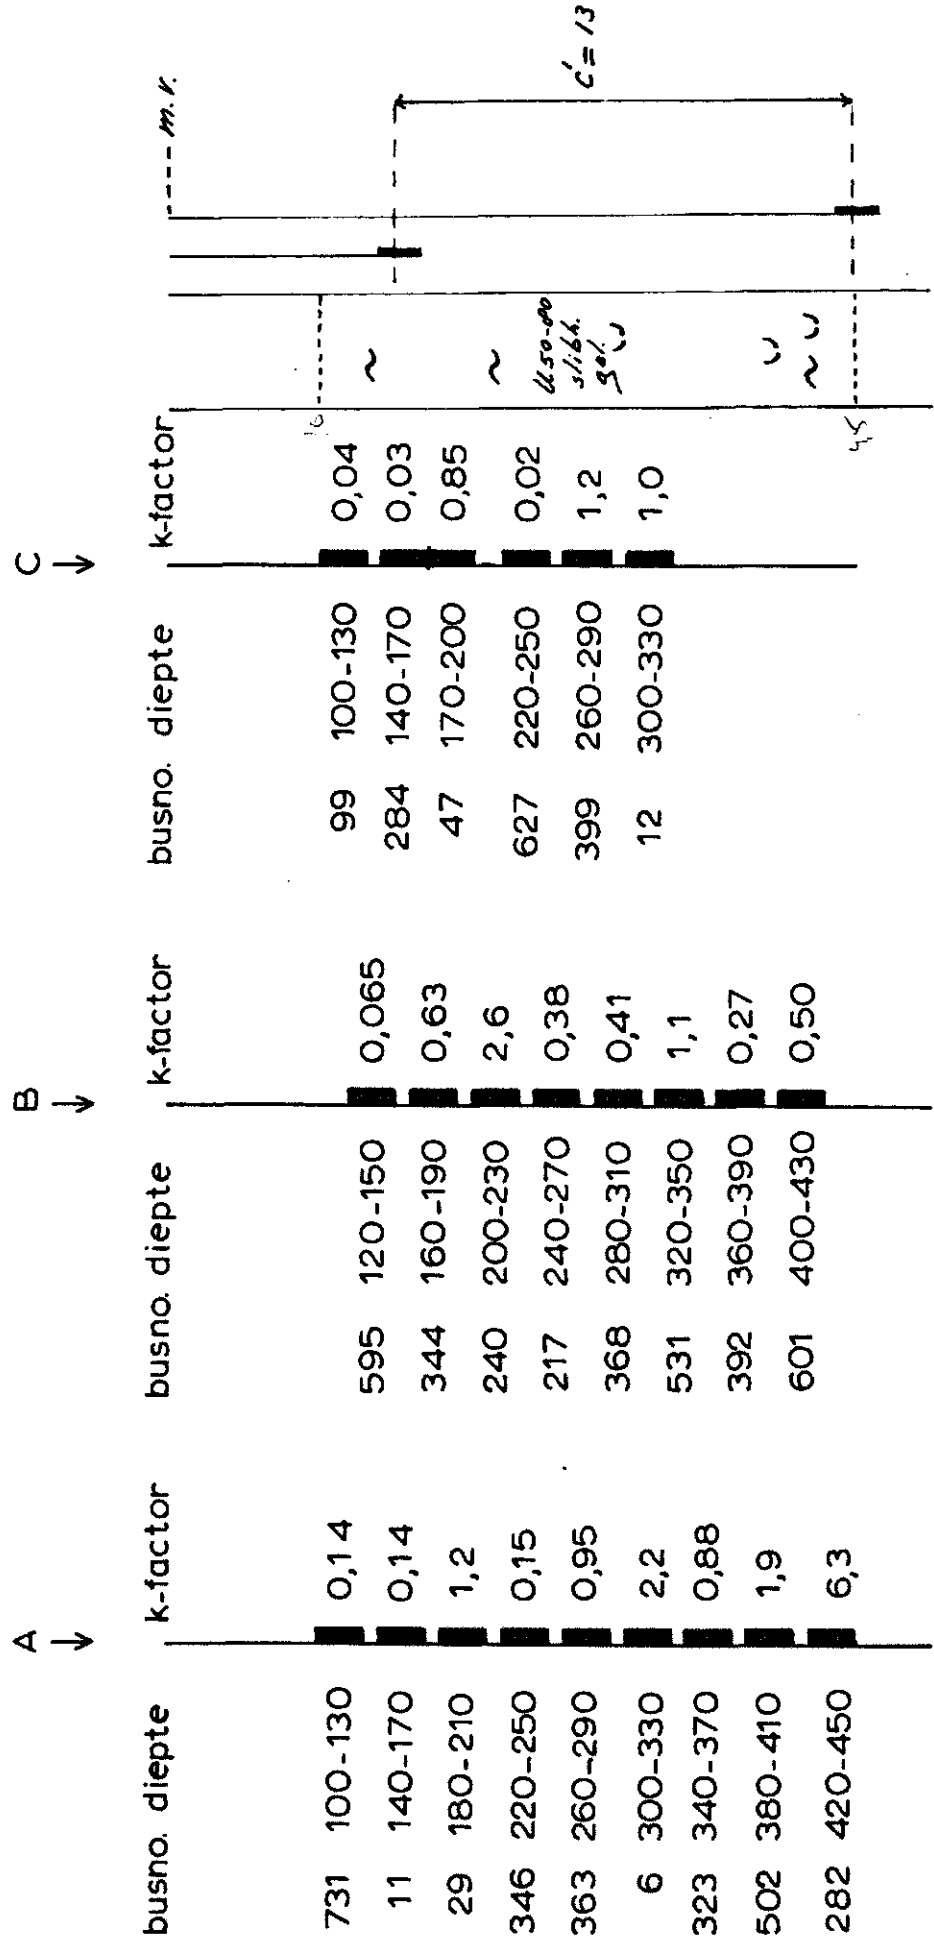 A
busno. diepte k-factor
731 100-130 0,14
11 140-170 0,14
29 180-210 1,2
346 220-250 0,15
363 260-290 0,95
6 300-330 2,2
323 340-370 0,88
502 380-410 1,9
282 420-450 6,3
B
busno. diepte k-factor
595 120-150 0,065
344 160-190 0,63
240 200-230 2,6
217 240-270 0,38
368 280-310 0,41
531 320-350 1,1
392 360-390 0,27
601 400-430 0,50
C
busno. diepte k-factor
99 100-130 0,04
284 140-170 0,03
47 170-200 0,85
627 220-250 0,02
399 260-290 1,2
12 300-330 1,0
m.v.
U50-80
slibh.
gel.
4,5
c' = 13